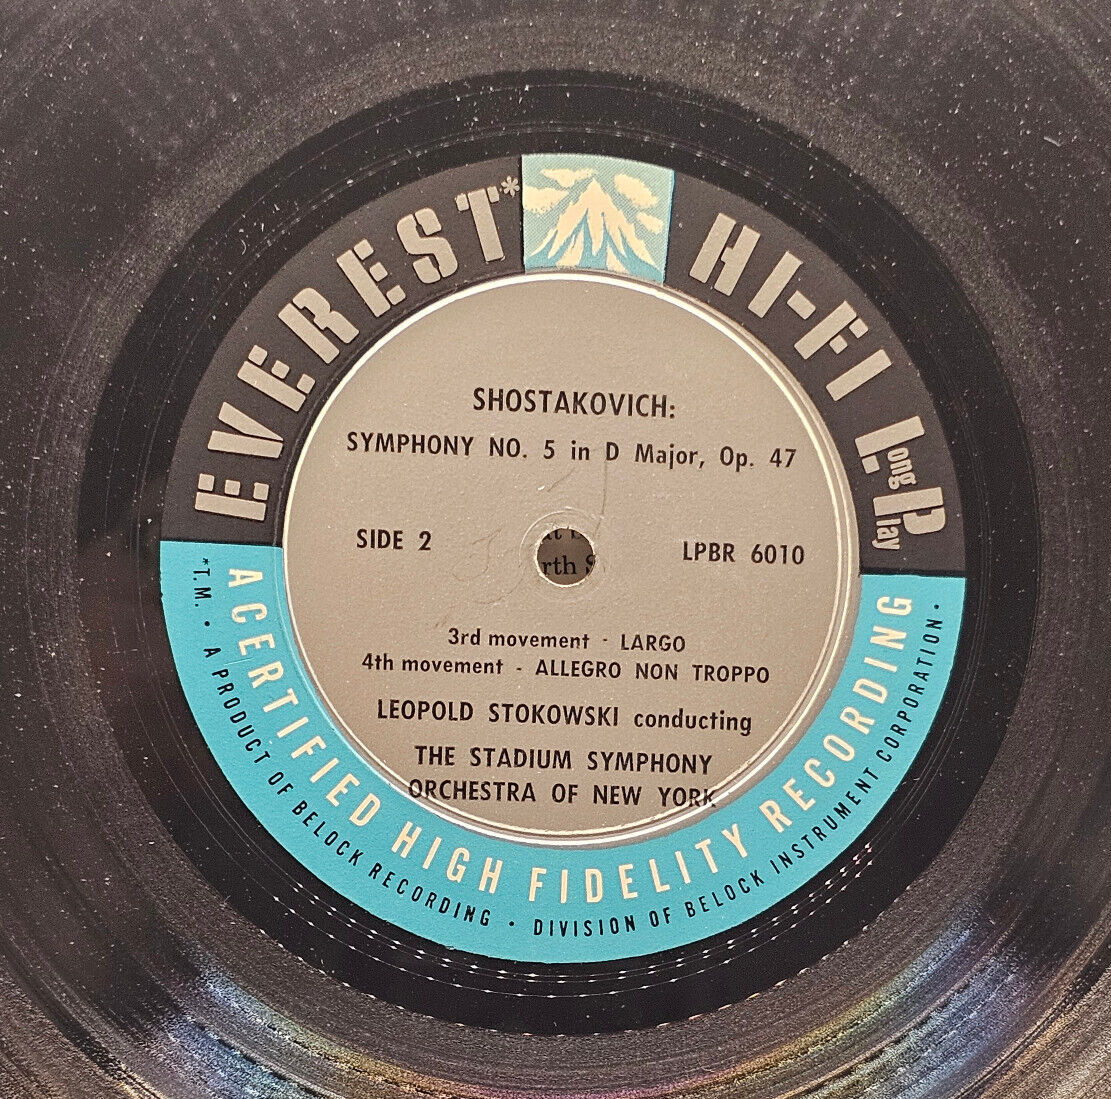 EVEREST*
HI-FI Long Play
SHOSTAKOVICH:
SYMPHONY NO. 5 in D Major, Op. 47
SIDE 2
LPBR 6010
rth S
3rd movement - LARGO
4th movement - ALLEGRO NON TROPPO
LEOPOLD STOKOWSKI conducting
THE STADIUM SYMPHONY
ORCHESTRA OF NEW YORK
A CERTIFIED HIGH FIDELITY RECORDING
*T.M. • A PRODUCT OF BELOCK RECORDING • DIVISION OF BELOCK INSTRUMENT CORPORATION •